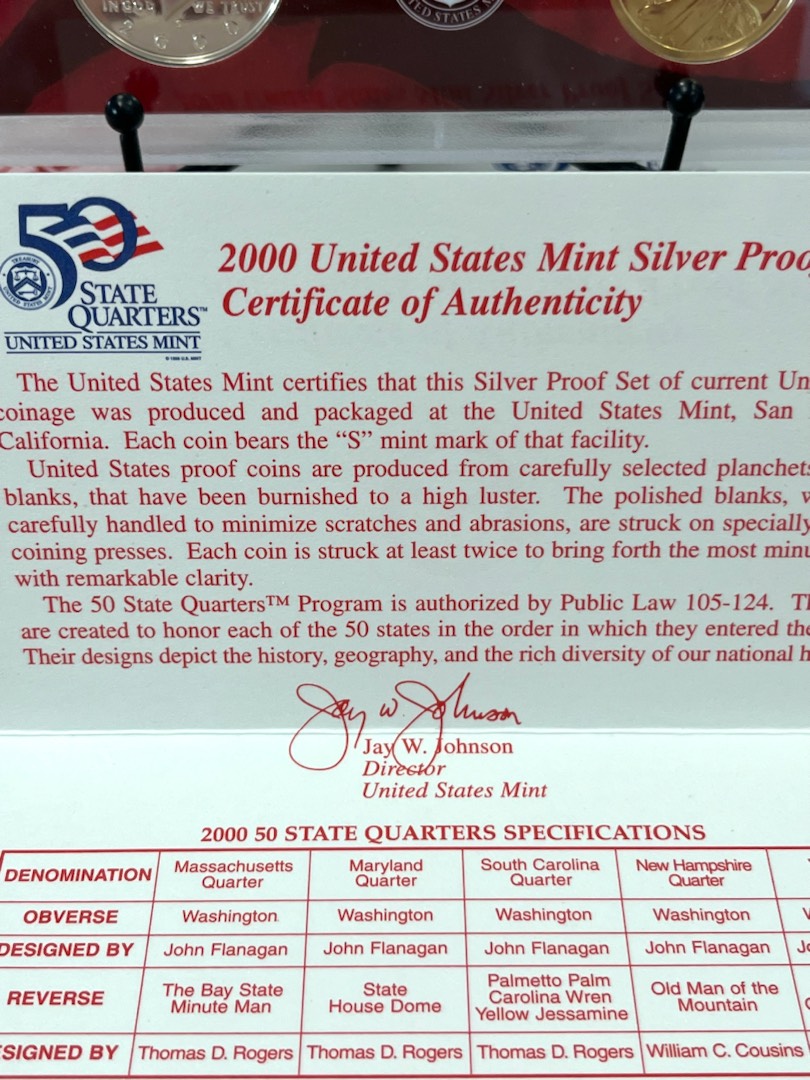 IN GOD WE TRUST
2000
UNITED STATES
50
TREASURY
UNITED STATES MINT
STATE
QUARTERS™
UNITED STATES MINT
2000 United States Mint Silver Proo
Certificate of Authenticity
The United States Mint certifies that this Silver Proof Set of current Un
coinage was produced and packaged at the United States Mint, San
California. Each coin bears the “S” mint mark of that facility.
United States proof coins are produced from carefully selected planchets
blanks, that have been burnished to a high luster. The polished blanks, w
carefully handled to minimize scratches and abrasions, are struck on specially
coining presses. Each coin is struck at least twice to bring forth the most minu
with remarkable clarity.
The 50 State Quarters™ Program is authorized by Public Law 105-124. Th
are created to honor each of the 50 states in the order in which they entered the
Their designs depict the history, geography, and the rich diversity of our national h
Jay W. Johnson
Jay W. Johnson
Director
United States Mint
2000 50 STATE QUARTERS SPECIFICATIONS
DENOMINATION Massachusetts Quarter Maryland Quarter South Carolina Quarter New Hampshire Quarter
OBVERSE Washington Washington Washington Washington
DESIGNED BY John Flanagan John Flanagan John Flanagan John Flanagan
REVERSE The Bay State Minute Man State House Dome Palmetto Palm Carolina Wren Yellow Jessamine Old Man of the Mountain
SIGNED BY Thomas D. Rogers Thomas D. Rogers Thomas D. Rogers William C. Cousins